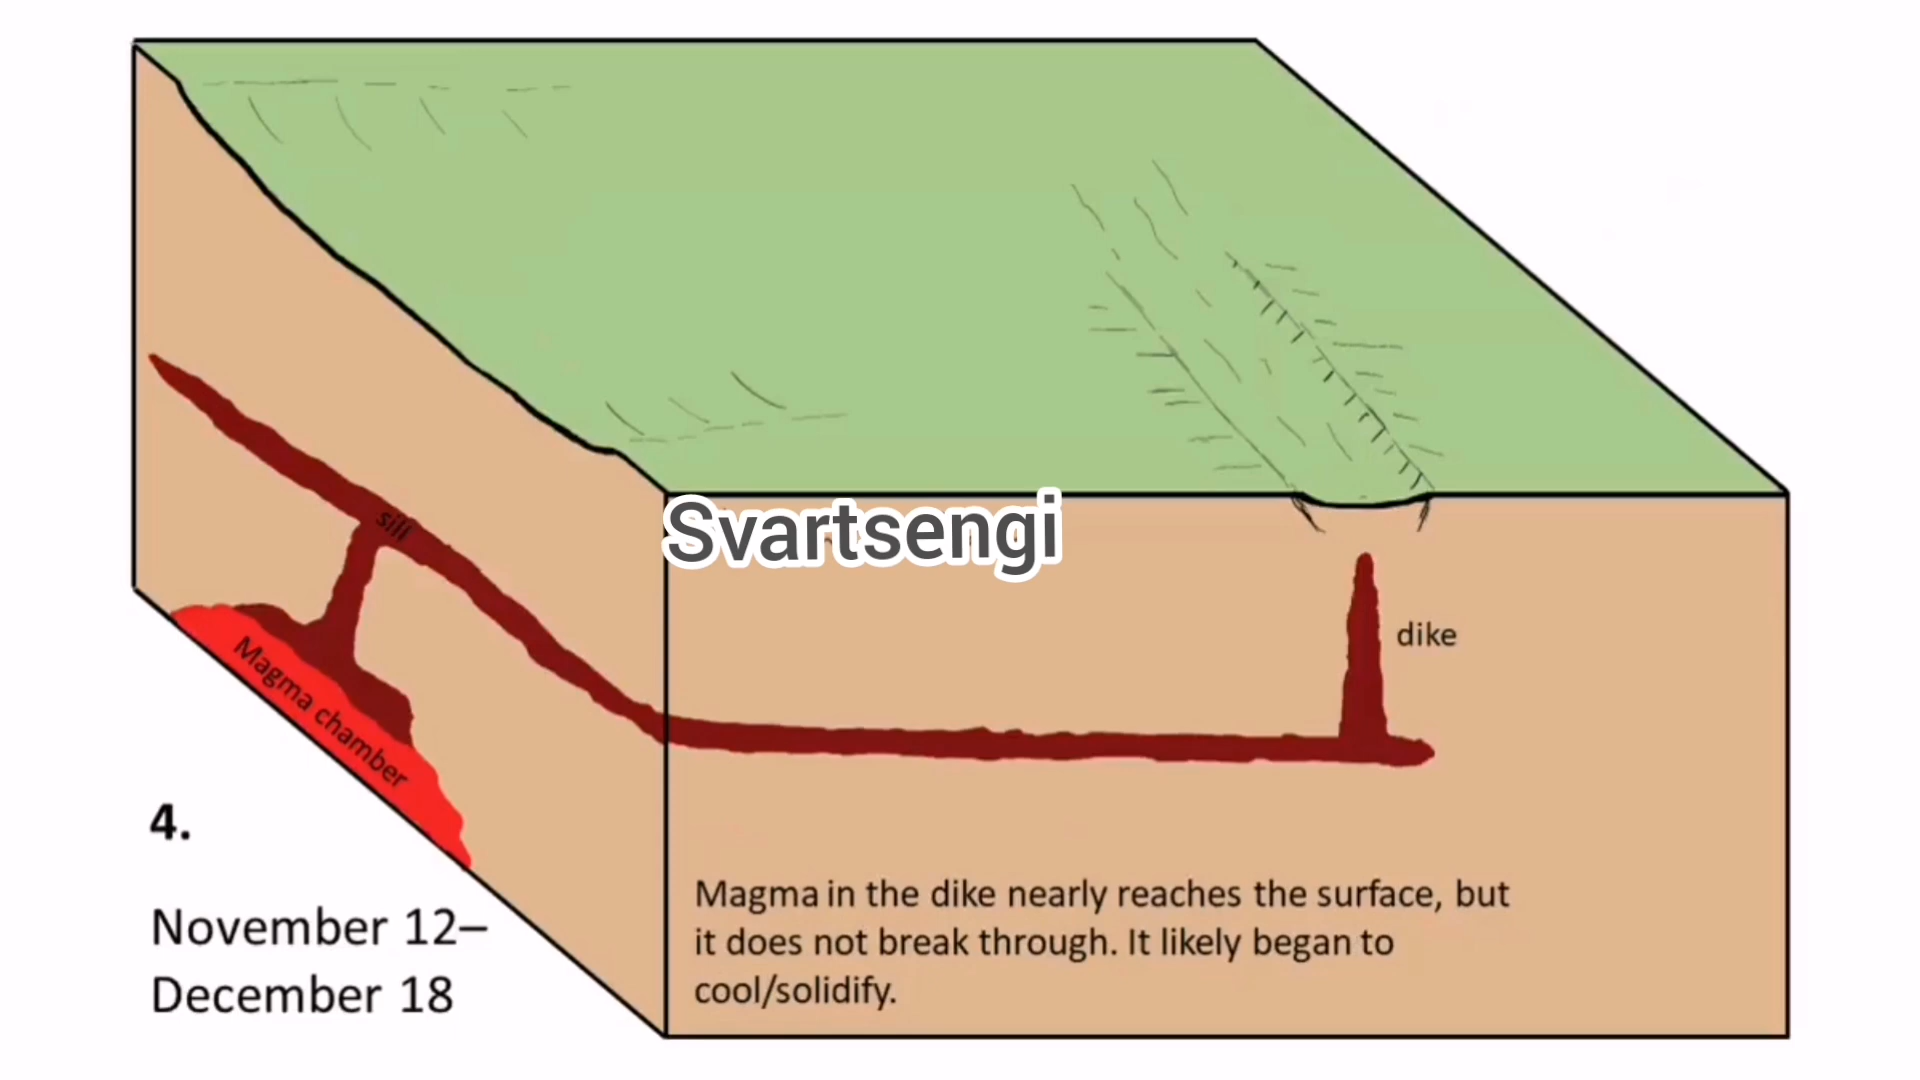 sill
Svartsengi
dike
Magma chamber
4.
November 12–
December 18
Magma in the dike nearly reaches the surface, but
it does not break through. It likely began to
cool/solidify.